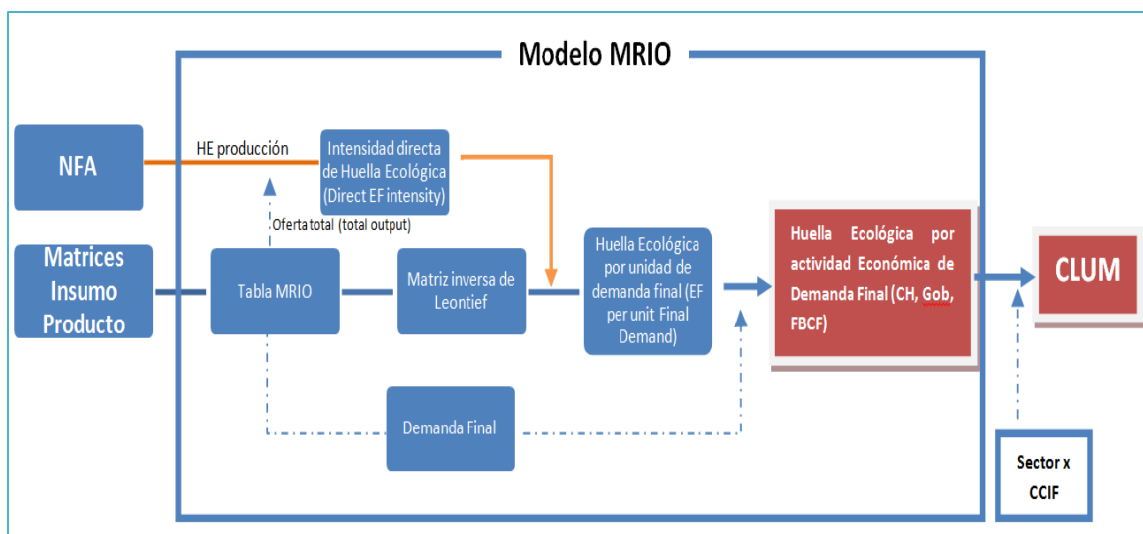 Modelo MRIO
NFA
HE producción
Intensidad directa
de Huella Ecológica
(Direct EF intensity)
Oferta total (total output)
Matrices
Insumo
Producto
Tabla MRIO
Matriz inversa de
Leontief
Huella Ecológica
por unidad de
demanda final (EF
per unit Final
Demand)
Huella Ecológica por
actividad Económica de
Demanda Final (CH, Gob,
FBCF)
CLUM
Demanda Final
Sector x
CCIF